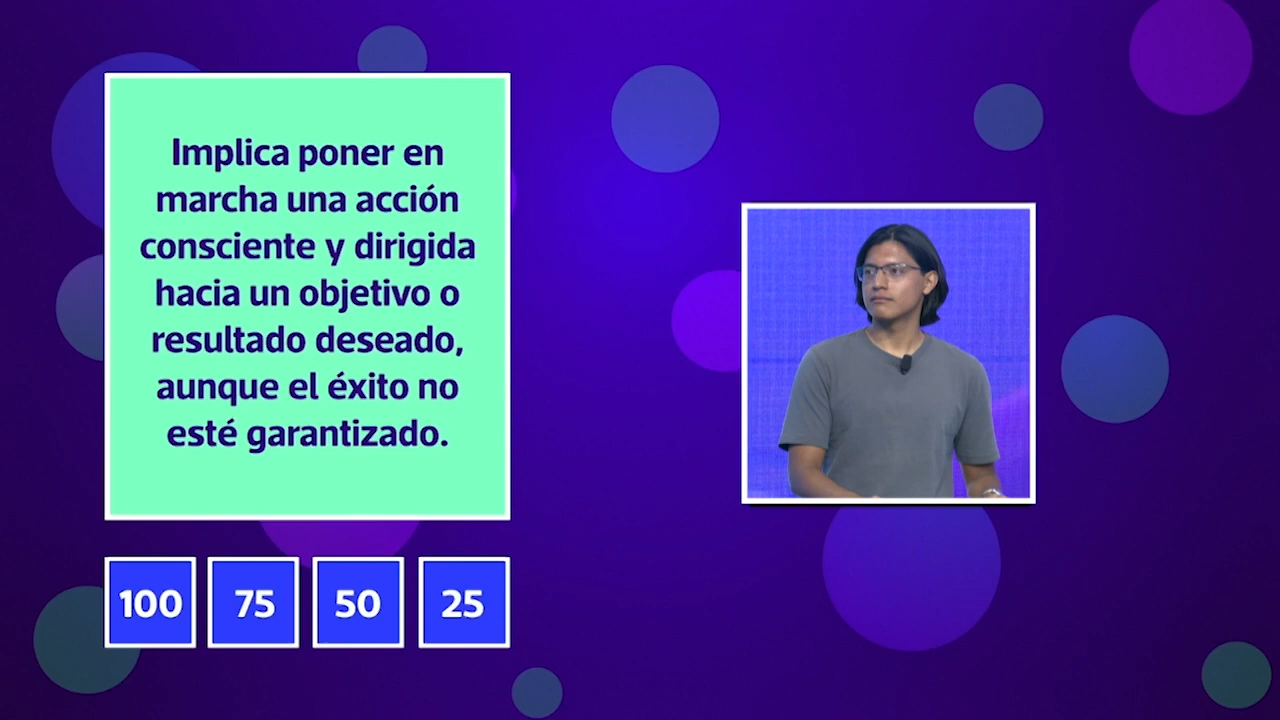 Implica poner en
marcha una acción
consciente y dirigida
hacia un objetivo o
resultado deseado,
aunque el éxito no
esté garantizado.
100 75 50 25